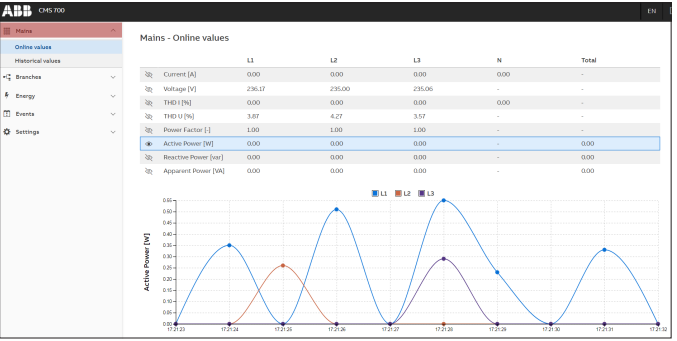 ABB CMS 700 EN
Mains
Online values
Historical values
Branches
Energy
Events
Settings
Mains - Online values
L1 L2 L3 N Total
Current [A] 0.00 0.00 0.00 0.00 -
Voltage [V] 236.17 235.00 235.06 - -
THD I [%] 0.00 0.00 0.00 0.00 -
THD U [%] 3.87 4.27 3.57 - -
Power Factor [-] 1.00 1.00 1.00 - -
Active Power [W] 0.00 0.00 0.00 - 0.00
Reactive Power [var] 0.00 0.00 0.00 - 0.00
Apparent Power [VA] 0.00 0.00 0.00 - 0.00
L1 L2 L3
Active Power [W]
0.55
0.50
0.45
0.40
0.35
0.30
0.25
0.20
0.15
0.10
0.05
0.00
17:21:23 17:21:24 17:21:25 17:21:26 17:21:27 17:21:28 17:21:29 17:21:30 17:21:31 17:21:32